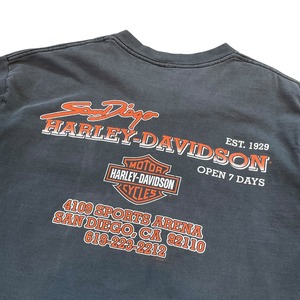 San Diego
EST. 1929
HARLEY-DAVIDSON
OPEN 7 DAYS
MOTOR
HARLEY-DAVIDSON
CYCLES
4109 SPORTS ARENA
SAN DIEGO, CA 92110
619-222-2212